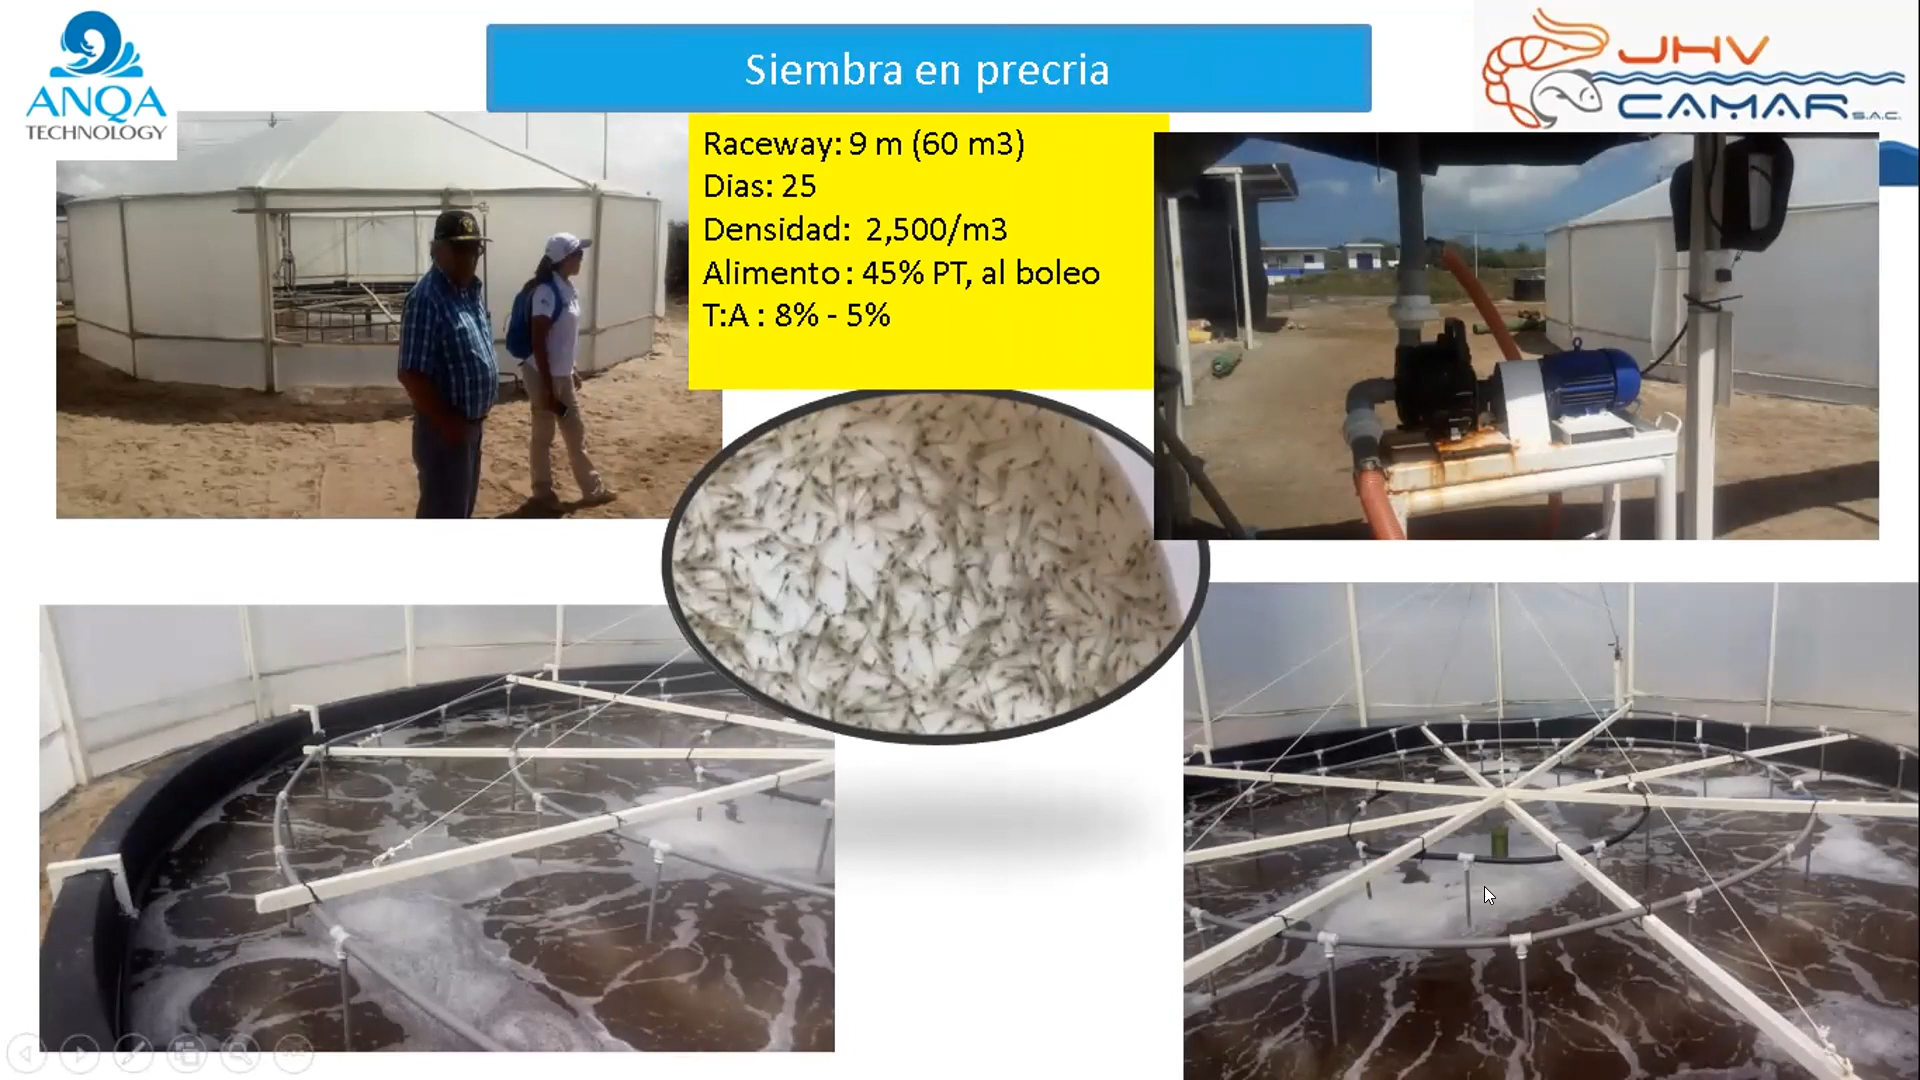 ANQA
TECHNOLOGY
Siembra en precria
JHV
CAMAR S.A.C.
Raceway: 9 m (60 m3)
Dias: 25
Densidad: 2,500/m3
Alimento : 45% PT, al boleo
T:A : 8% - 5%